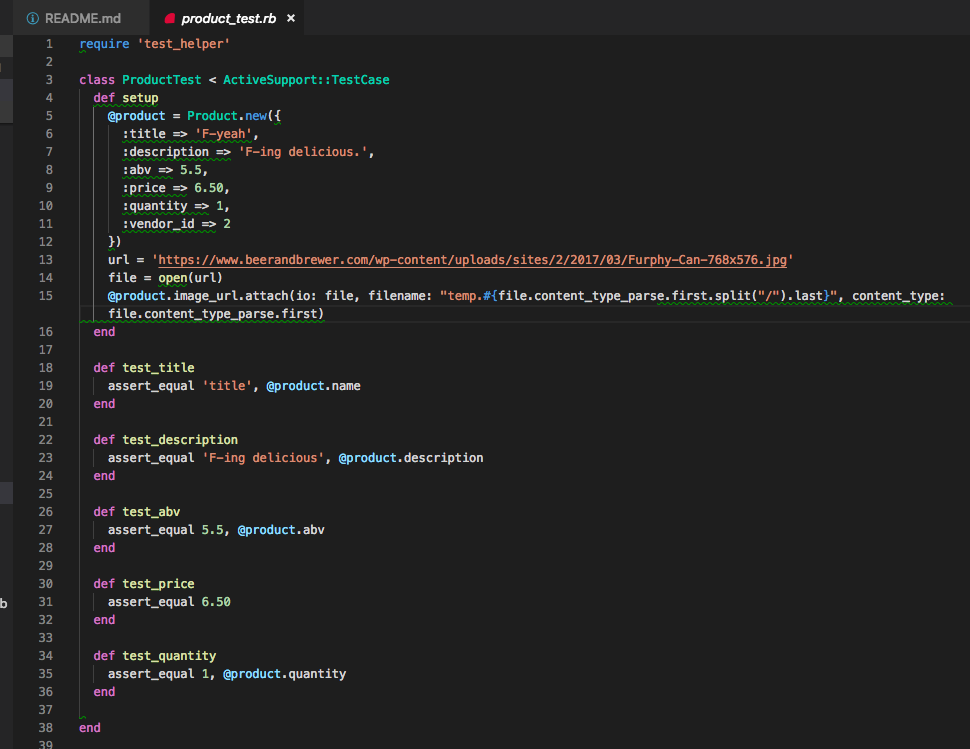 README.md product_test.rb ×
1 require 'test_helper'
2
3 class ProductTest < ActiveSupport::TestCase
4 def setup
5 @product = Product.new({
6 :title => 'F-yeah',
7 :description => 'F-ing delicious.',
8 :abv => 5.5,
9 :price => 6.50,
10 :quantity => 1,
11 :vendor_id => 2
12 })
13 url = 'https://www.beerandbrewer.com/wp-content/uploads/sites/2/2017/03/Furphy-Can-768x576.jpg'
14 file = open(url)
15 @product.image_url.attach(io: file, filename: "temp.#{file.content_type_parse.first.split("/").last}", content_type:
file.content_type_parse.first)
16 end
17
18 def test_title
19 assert_equal 'title', @product.name
20 end
21
22 def test_description
23 assert_equal 'F-ing delicious', @product.description
24 end
25
26 def test_abv
27 assert_equal 5.5, @product.abv
28 end
29
30 def test_price
b 31 assert_equal 6.50
32 end
33
34 def test_quantity
35 assert_equal 1, @product.quantity
36 end
37
38 end
39